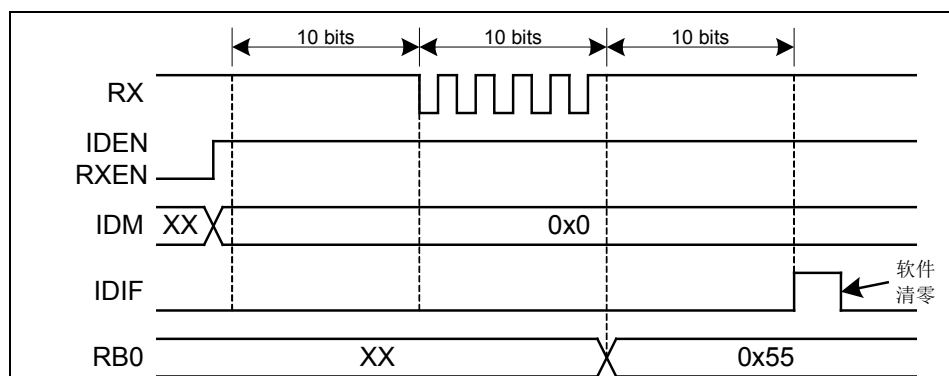 10 bits 10 bits 10 bits
RX
IDEN
RXEN
IDM XX 0x0
IDIF 软件
清零
RB0 XX 0x55